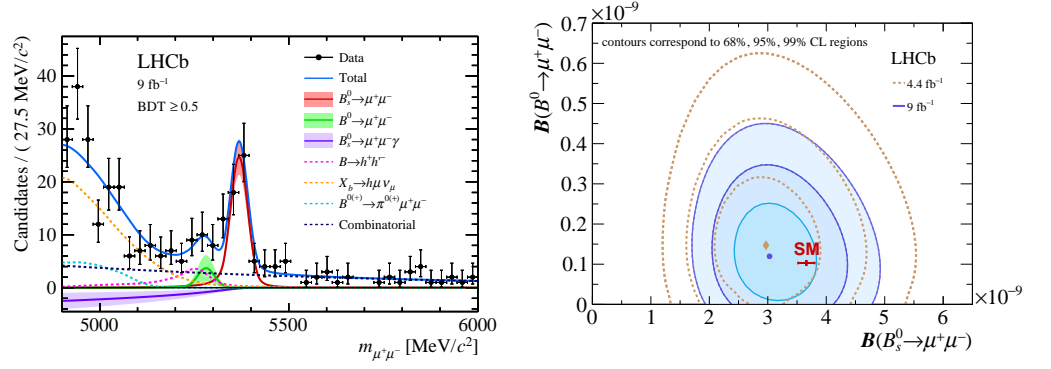 LHCb
9 fb⁻¹
BDT ≥ 0.5
Data
Total
B⁰ₛ→μ⁺μ⁻
B⁰→μ⁺μ⁻
B⁰ₛ→μ⁺μ⁻γ
B→h⁺h′⁻
X_b→hμν_μ
B⁰⁽⁺⁾→π⁰⁽⁺⁾μ⁺μ⁻
Combinatorial
Candidates / ( 27.5 MeV/c² )
40
30
20
10
0
5000 5500 6000
m_μ⁺μ⁻ [MeV/c²]
×10⁻⁹
contours correspond to 68%, 95%, 99% CL regions
LHCb
4.4 fb⁻¹
9 fb⁻¹
SM
B(B⁰→μ⁺μ⁻)
0.7
0.6
0.5
0.4
0.3
0.2
0.1
0
0 1 2 3 4 5 6
×10⁻⁹
B(B⁰ₛ→μ⁺μ⁻)